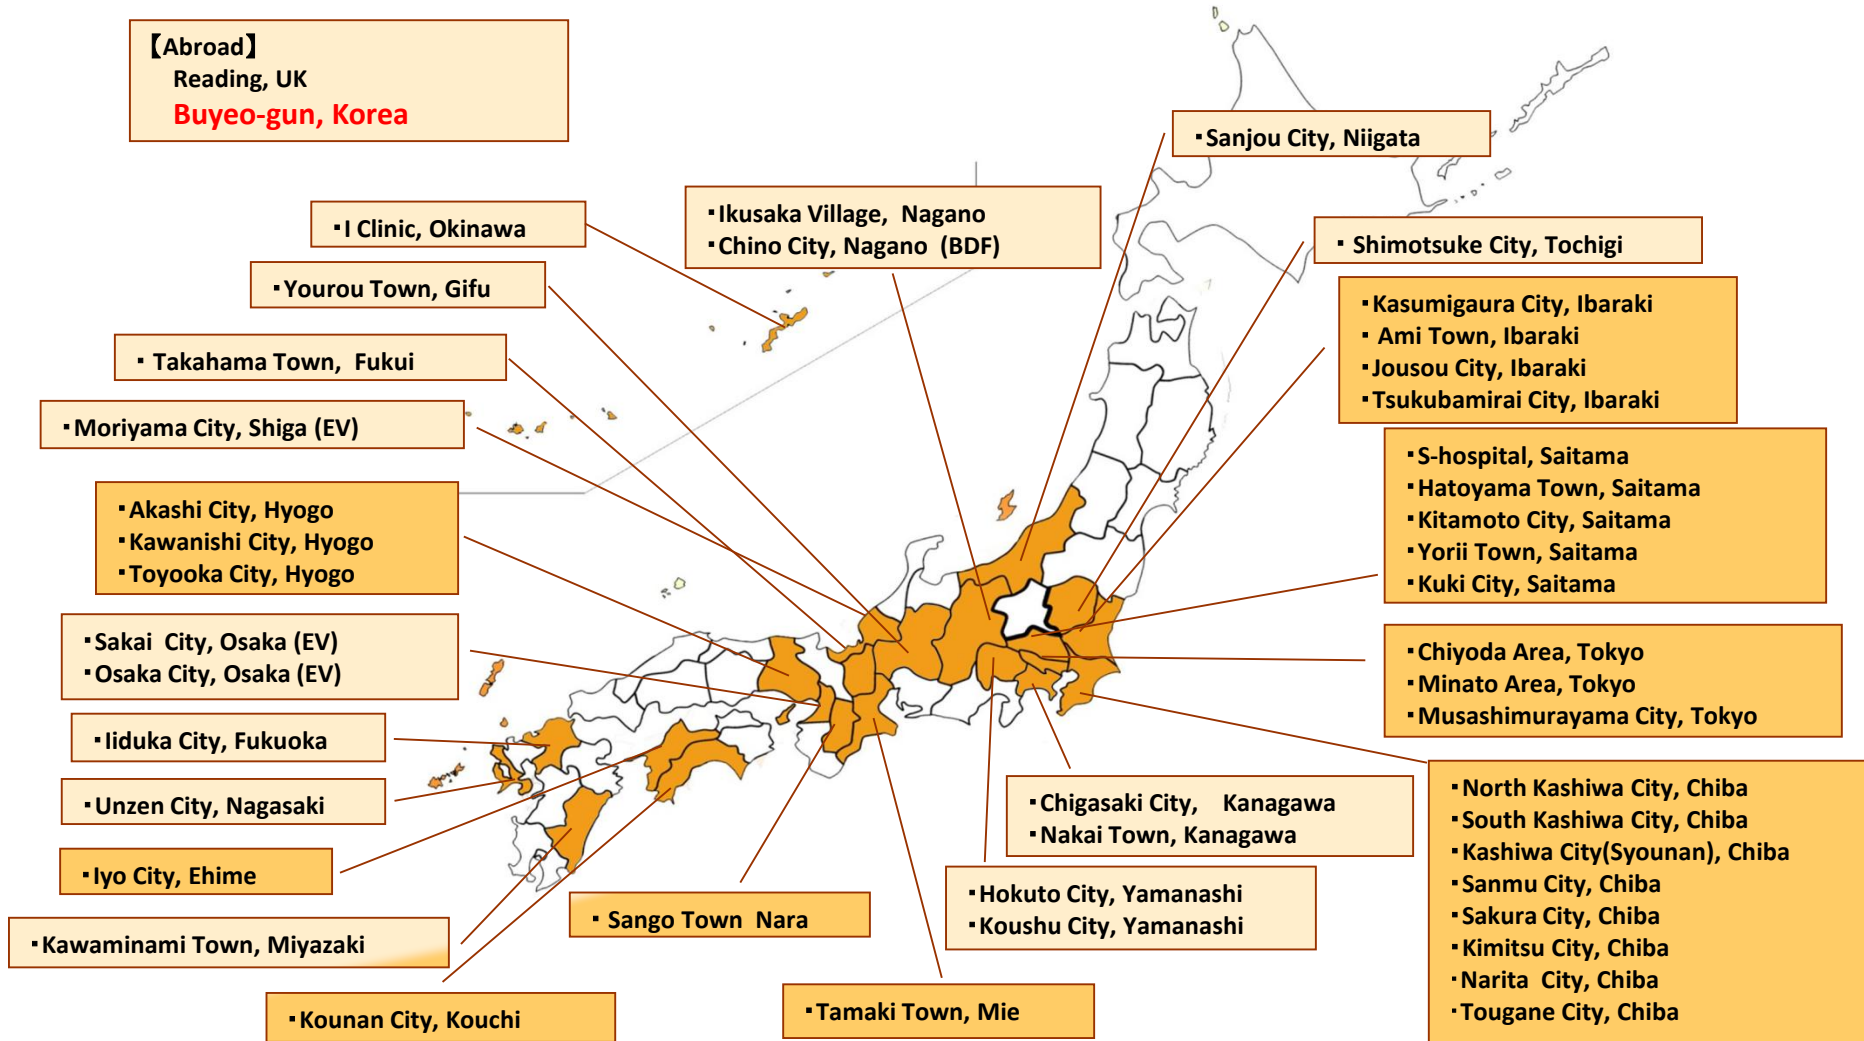 【Abroad】
Reading, UK
Buyeo-gun, Korea
・Sanjou City, Niigata
・Ikusaka Village, Nagano
・Chino City, Nagano (BDF)
・I Clinic, Okinawa
・Shimotsuke City, Tochigi
・Yourou Town, Gifu
・Kasumigaura City, Ibaraki
・Ami Town, Ibaraki
・Jousou City, Ibaraki
・Tsukubamirai City, Ibaraki
・Takahama Town, Fukui
・Moriyama City, Shiga (EV)
・S-hospital, Saitama
・Hatoyama Town, Saitama
・Kitamoto City, Saitama
・Yorii Town, Saitama
・Kuki City, Saitama
・Akashi City, Hyogo
・Kawanishi City, Hyogo
・Toyooka City, Hyogo
・Sakai City, Osaka (EV)
・Osaka City, Osaka (EV)
・Chiyoda Area, Tokyo
・Minato Area, Tokyo
・Musashimurayama City, Tokyo
・Iiduka City, Fukuoka
・Unzen City, Nagasaki
・Chigasaki City, Kanagawa
・Nakai Town, Kanagawa
・North Kashiwa City, Chiba
・South Kashiwa City, Chiba
・Kashiwa City(Syounan), Chiba
・Sanmu City, Chiba
・Sakura City, Chiba
・Kimitsu City, Chiba
・Narita City, Chiba
・Tougane City, Chiba
・Iyo City, Ehime
・Hokuto City, Yamanashi
・Koushu City, Yamanashi
・Sango Town Nara
・Kawaminami Town, Miyazaki
・Kounan City, Kouchi
・Tamaki Town, Mie